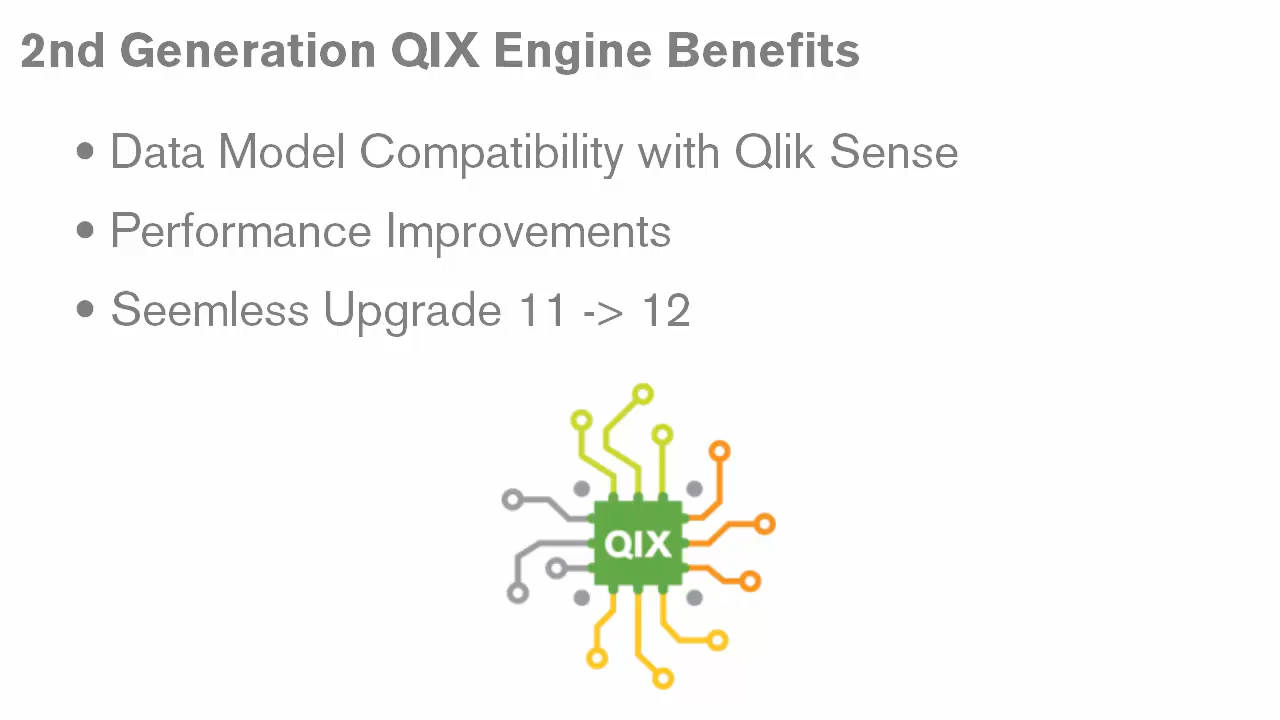 2nd Generation QIX Engine Benefits
• Data Model Compatibility with Qlik Sense
• Performance Improvements
• Seemless Upgrade 11 -> 12
QIX